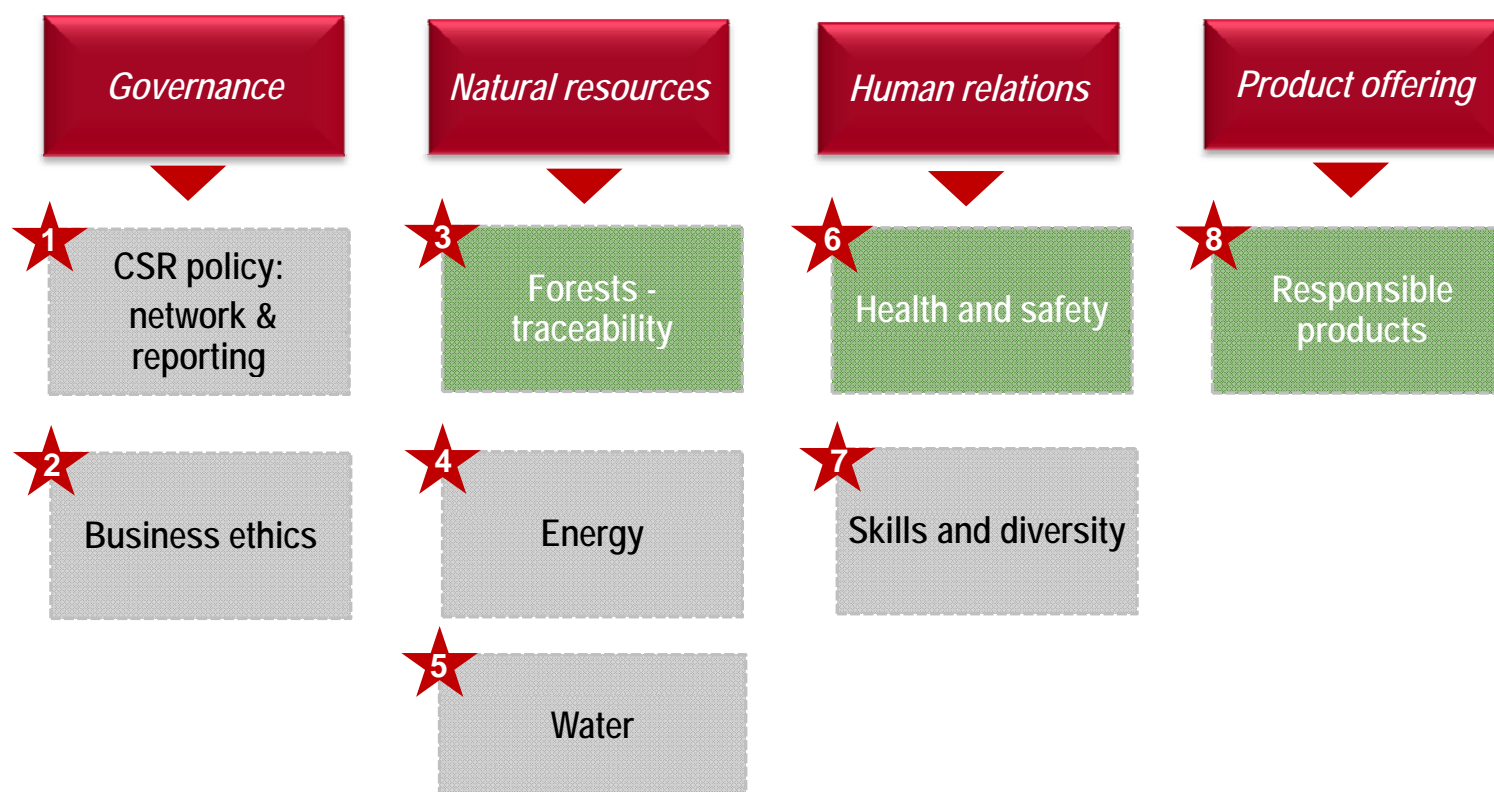 Governance
1
CSR policy:
network &
reporting
2
Business ethics
Natural resources
3
Forests -
traceability
4
Energy
5
Water
Human relations
6
Health and safety
7
Skills and diversity
Product offering
8
Responsible
products